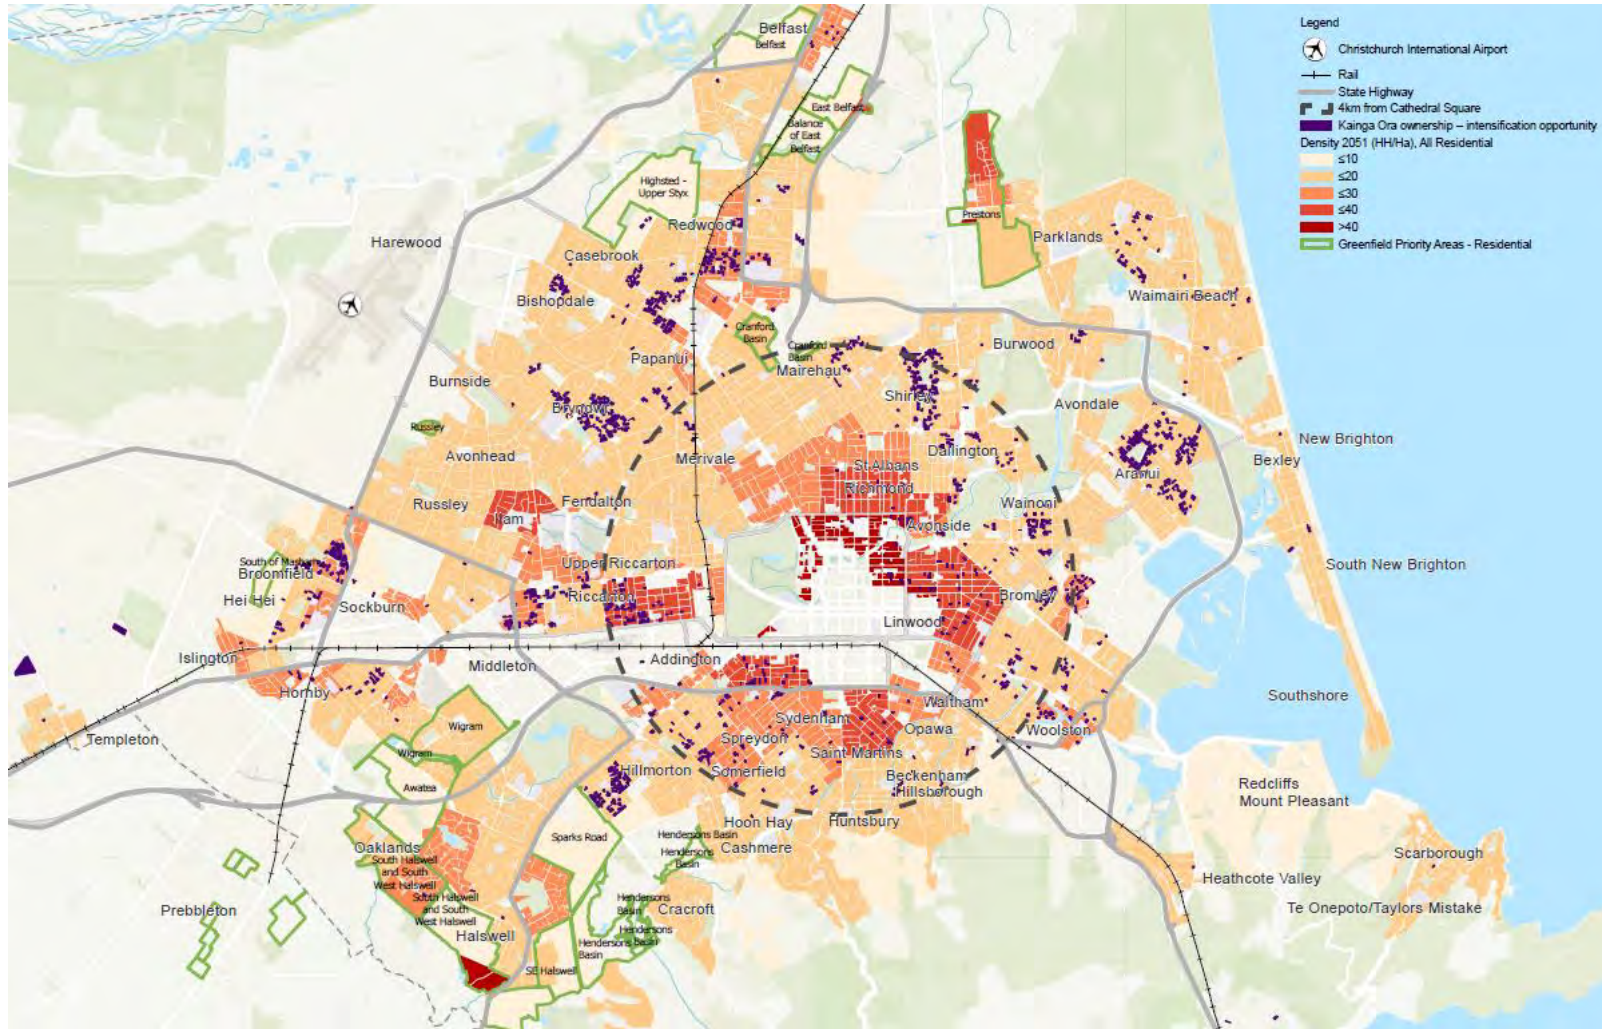 Legend
Christchurch International Airport
Rail
State Highway
4km from Cathedral Square
Kainga Ora ownership – intensification opportunity
Density 2051 (HH/Ha), All Residential
≤10
≤20
≤30
≤40
>40
Greenfield Priority Areas - Residential
Belfast
Belfast
East Belfast
Balance
of East
Belfast
Highsted -
Upper Styx
Redwood
Prestons
Parklands
Harewood
Casebrook
Bishopdale
Waimairi Beach
Cranford
Basin
Cranford
Basin
Papanui
Mairehau
Burwood
Burnside
Shirley
Avondale
Bryndwr
Russley
New Brighton
Avonhead
Merivale
Dallington
Bexley
St Albans
Aranui
Richmond
Russley
Fendalton
Wainoni
Ilam
Avonside
South of Masham
Broomfield
Upper Riccarton
South New Brighton
Hei Hei
Sockburn
Riccarton
Bromley
Linwood
Islington
Middleton
Addington
Hornby
Southshore
Waltham
Templeton
Wigram
Sydenham
Opawa
Woolston
Spreydon
Wigram
Saint Martins
Hillmorton
Somerfield
Beckenham
Awatea
Hillsborough
Redcliffs
Mount Pleasant
Hoon Hay
Huntsbury
Sparks Road
Hendersons Basin
Cashmere
Oaklands
Hendersons
Basin
Scarborough
South Halswell
and South
West Halswell
Heathcote Valley
South Halswell
and South
West Halswell
Hendersons
Basin
Cracroft
Te Onepoto/Taylors Mistake
Prebbleton
Halswell
Hendersons
Basin
Hendersons
Basin
SE Halswell